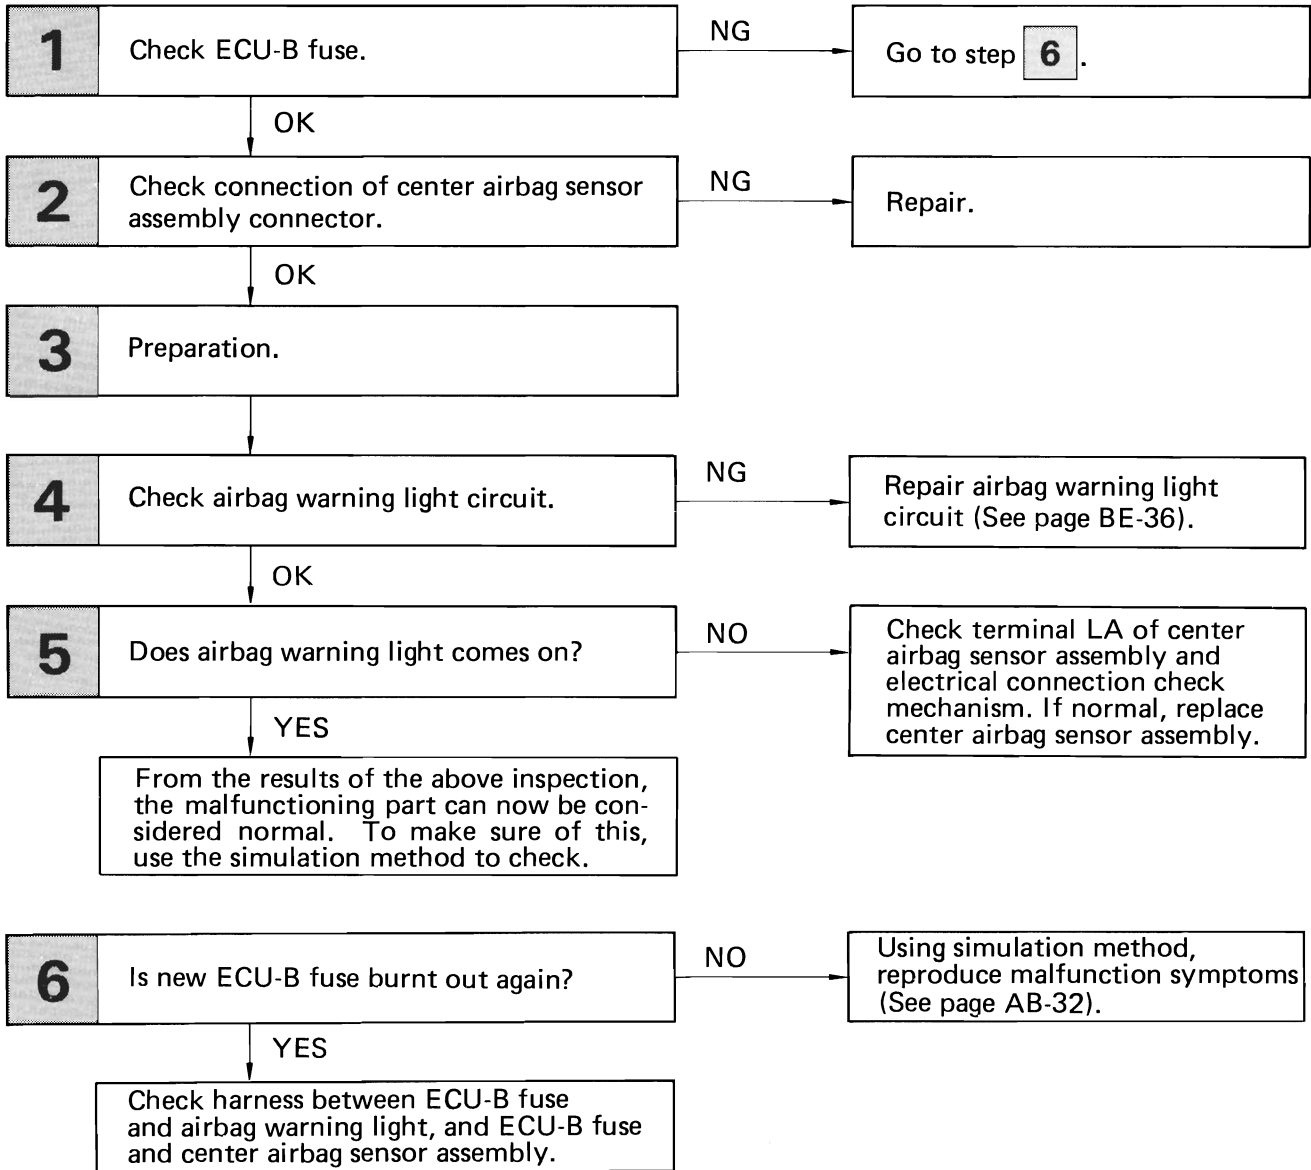 1
Check ECU-B fuse.
NG
Go to step 6.
OK
2
Check connection of center airbag sensor
assembly connector.
NG
Repair.
OK
3
Preparation.
4
Check airbag warning light circuit.
NG
Repair airbag warning light
circuit (See page BE-36).
OK
5
Does airbag warning light comes on?
NO
Check terminal LA of center
airbag sensor assembly and
electrical connection check
mechanism. If normal, replace
center airbag sensor assembly.
YES
From the results of the above inspection,
the malfunctioning part can now be con-
sidered normal. To make sure of this,
use the simulation method to check.
6
Is new ECU-B fuse burnt out again?
NO
Using simulation method,
reproduce malfunction symptoms
(See page AB-32).
YES
Check harness between ECU-B fuse
and airbag warning light, and ECU-B fuse
and center airbag sensor assembly.